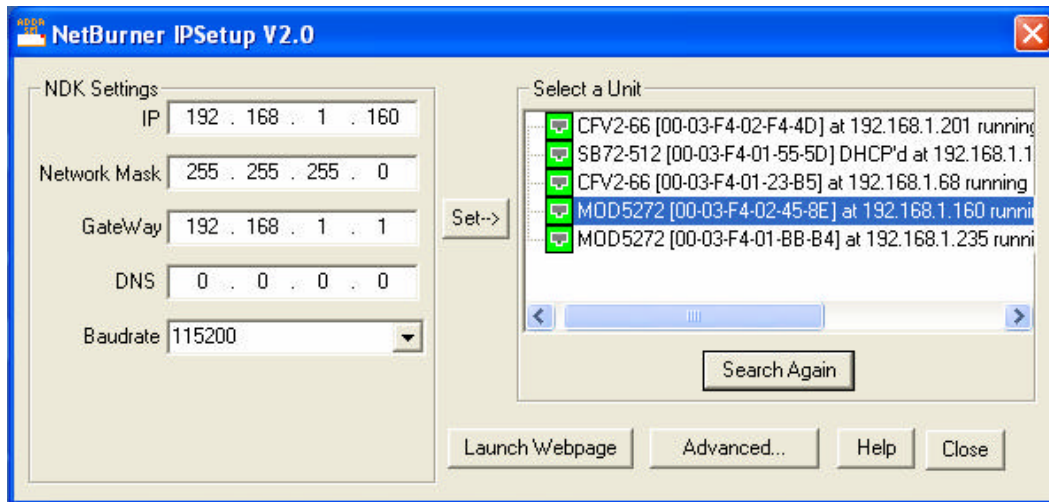 NetBurner IPSetup V2.0
NDK Settings
IP 192 . 168 . 1 . 160
Network Mask 255 . 255 . 255 . 0
GateWay 192 . 168 . 1 . 1
DNS 0 . 0 . 0 . 0
Baudrate 115200
Set-->
Select a Unit
CFV2-66 [00-03-F4-02-F4-4D] at 192.168.1.201 running
SB72-512 [00-03-F4-01-55-5D] DHCP'd at 192.168.1.1
CFV2-66 [00-03-F4-01-23-B5] at 192.168.1.68 running
MOD5272 [00-03-F4-02-45-8E] at 192.168.1.160 runni
MOD5272 [00-03-F4-01-BB-B4] at 192.168.1.235 runni
Search Again
Launch Webpage
Advanced...
Help
Close